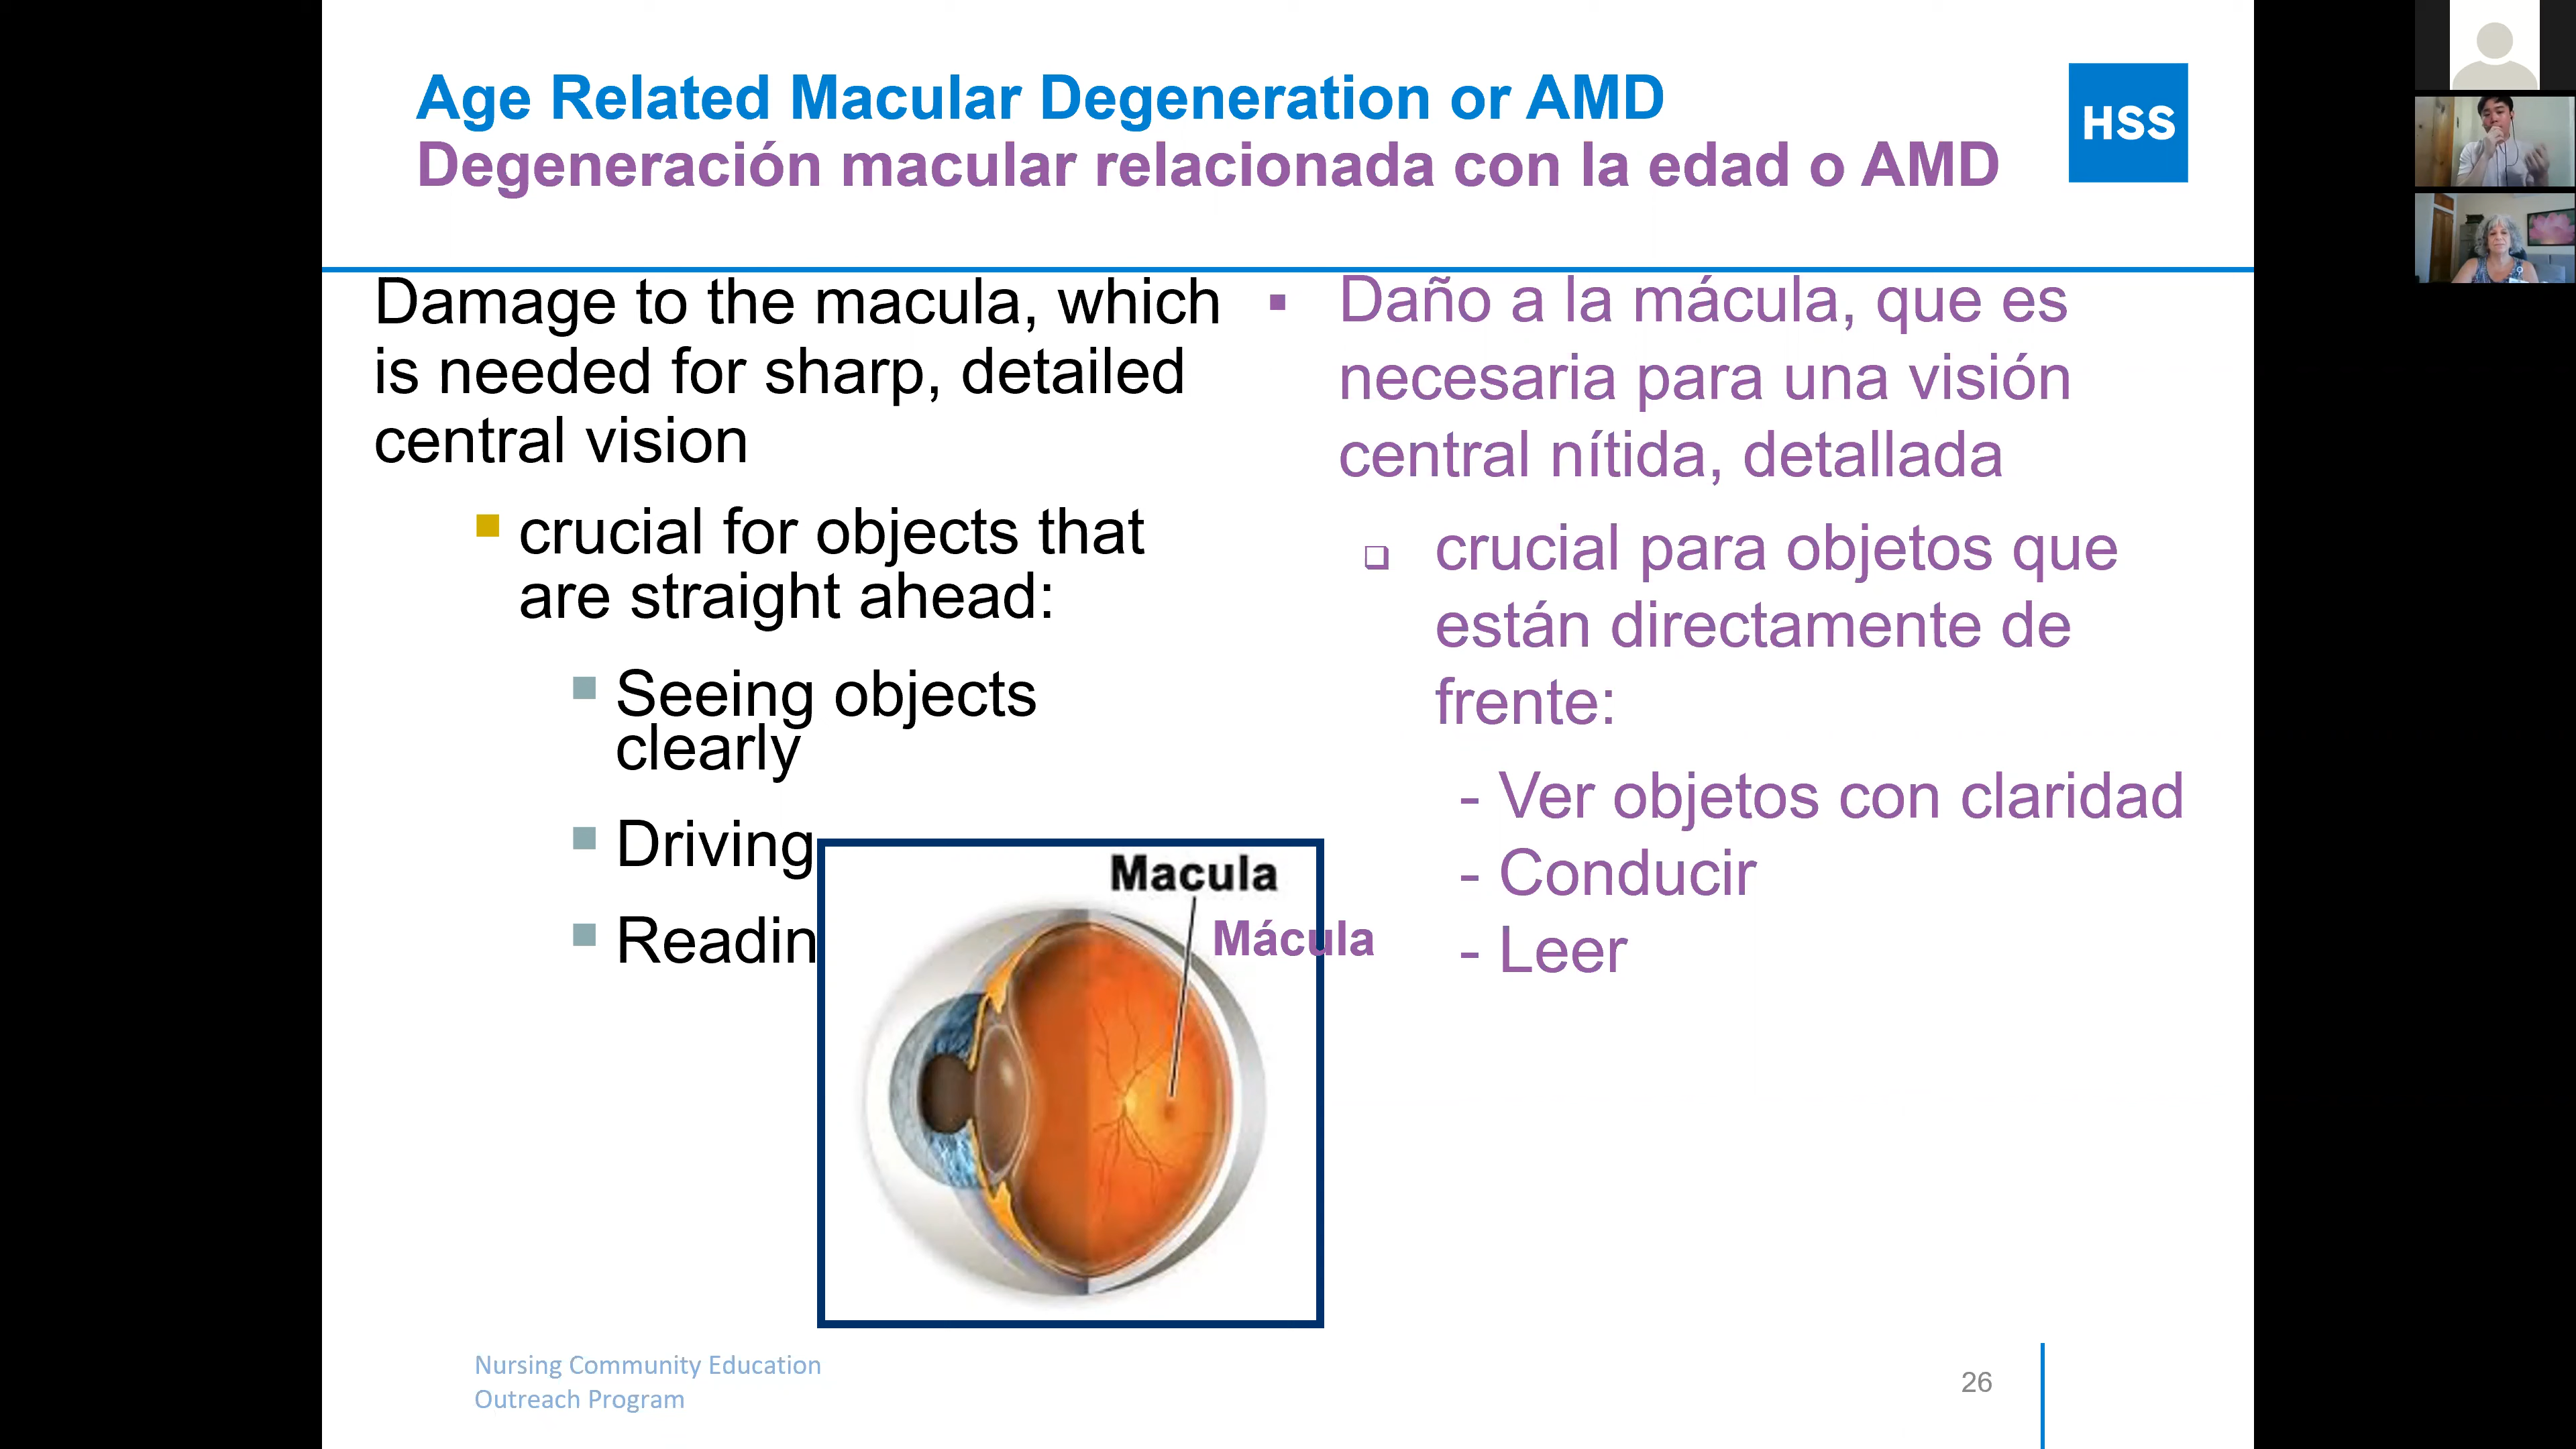 Age Related Macular Degeneration or AMD
Degeneración macular relacionada con la edad o AMD
HSS
Damage to the macula, which
is needed for sharp, detailed
central vision
crucial for objects that
are straight ahead:
Seeing objects
clearly
Driving
Readin
Daño a la mácula, que es
necesaria para una visión
central nítida, detallada
crucial para objetos que
están directamente de
frente:
- Ver objetos con claridad
- Conducir
- Leer
Macula
Mácula
Nursing Community Education
Outreach Program
26